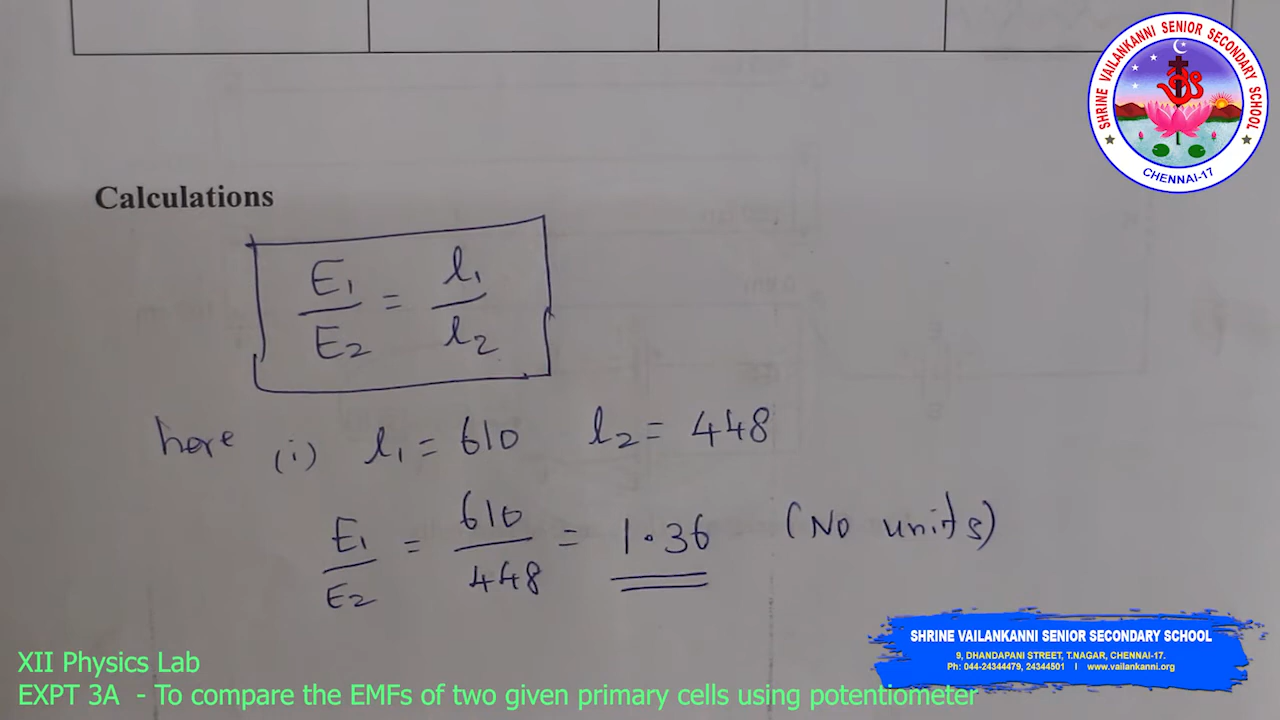 SHRINE VAILANKANNI SENIOR SECONDARY SCHOOL
CHENNAI-17
Calculations
E1/E2 = l1/l2
here (i) l1 = 610 l2 = 448
E1/E2 = 610/448 = 1.36 (No units)
SHRINE VAILANKANNI SENIOR SECONDARY SCHOOL
9, DHANDAPANI STREET, T.NAGAR, CHENNAI-17.
Ph: 044-24344479, 24344501 I www.vailankanni.org
XII Physics Lab
EXPT 3A - To compare the EMFs of two given primary cells using potentiometer